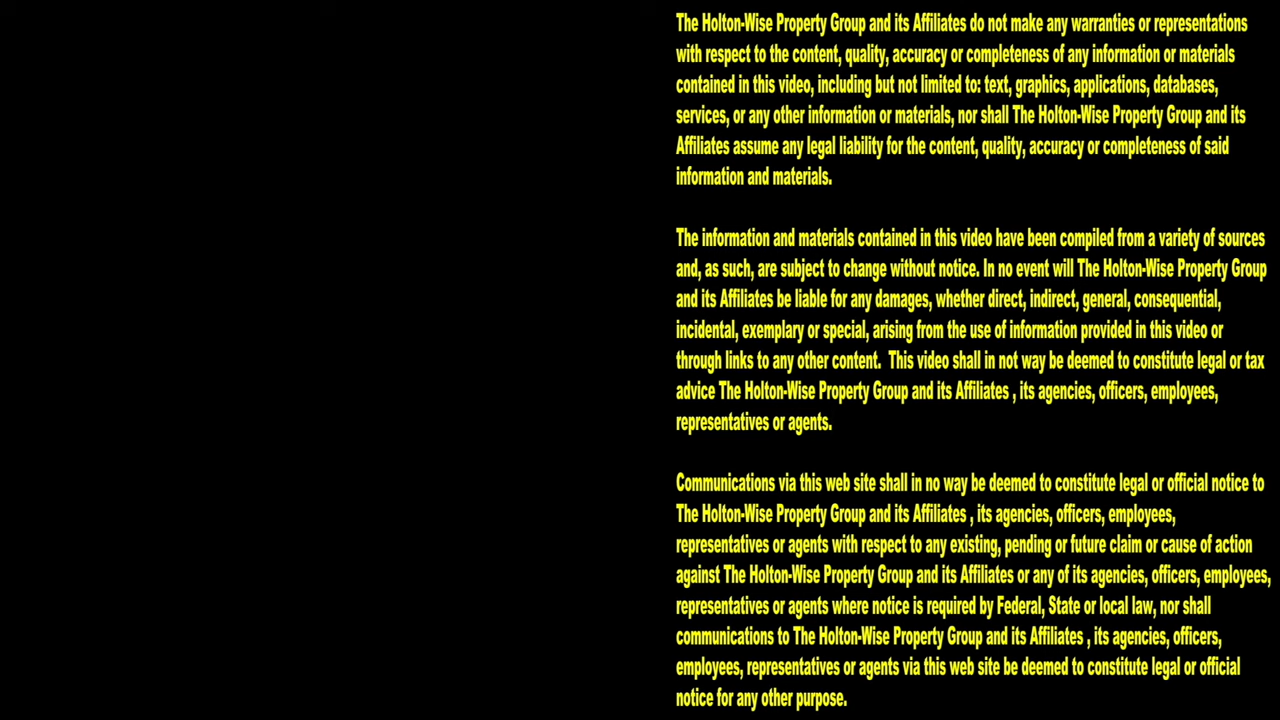 The Holton-Wise Property Group and its Affiliates do not make any warranties or representations
with respect to the content, quality, accuracy or completeness of any information or materials
contained in this video, including but not limited to: text, graphics, applications, databases,
services, or any other information or materials, nor shall The Holton-Wise Property Group and its
Affiliates assume any legal liability for the content, quality, accuracy or completeness of said
information and materials.
The information and materials contained in this video have been compiled from a variety of sources
and, as such, are subject to change without notice. In no event will The Holton-Wise Property Group
and its Affiliates be liable for any damages, whether direct, indirect, general, consequential,
incidental, exemplary or special, arising from the use of information provided in this video or
through links to any other content.  This video shall in not way be deemed to constitute legal or tax
advice The Holton-Wise Property Group and its Affiliates , its agencies, officers, employees,
representatives or agents.
Communications via this web site shall in no way be deemed to constitute legal or official notice to
The Holton-Wise Property Group and its Affiliates , its agencies, officers, employees,
representatives or agents with respect to any existing, pending or future claim or cause of action
against The Holton-Wise Property Group and its Affiliates or any of its agencies, officers, employees,
representatives or agents where notice is required by Federal, State or local law, nor shall
communications to The Holton-Wise Property Group and its Affiliates , its agencies, officers,
employees, representatives or agents via this web site be deemed to constitute legal or official
notice for any other purpose.